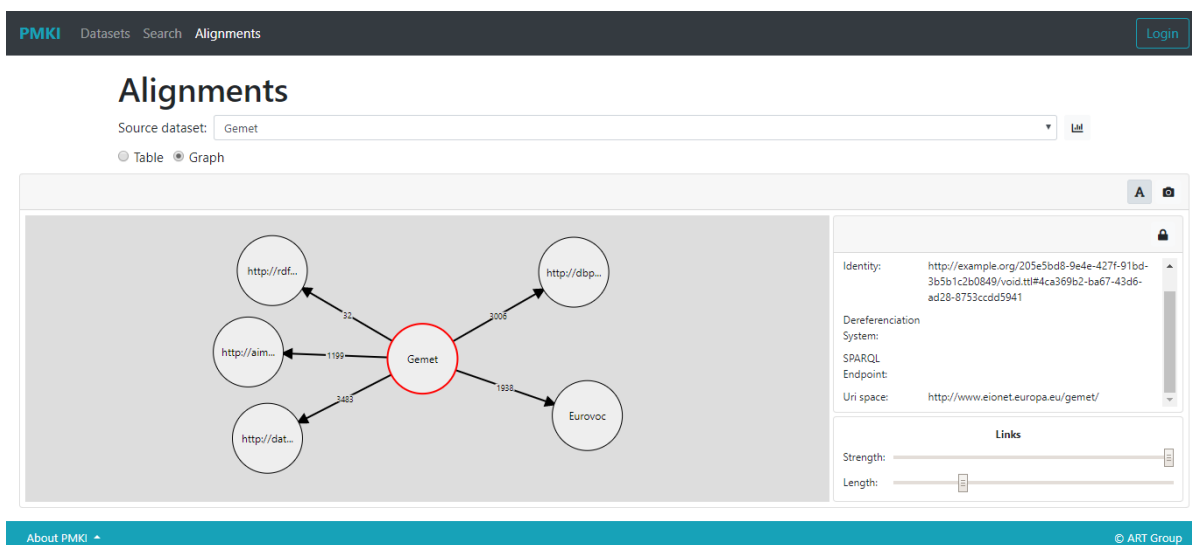 PMKI Datasets Search Alignments Login
Alignments
Source dataset: Gemet
Table Graph
A
http://rdf...
http://dbp...
32
3006
http://aim...
1199
Gemet
1938
3483
Eurovoc
http://dat...
Identity: http://example.org/205e5bd8-9e4e-427f-91bd-
3b5b1c2b0849/void.ttl#4ca369b2-ba67-43d6-
ad28-8753ccdd5941
Dereferenciation
System:
SPARQL
Endpoint:
Uri space: http://www.eionet.europa.eu/gemet/
Links
Strength:
Length:
About PMKI © ART Group